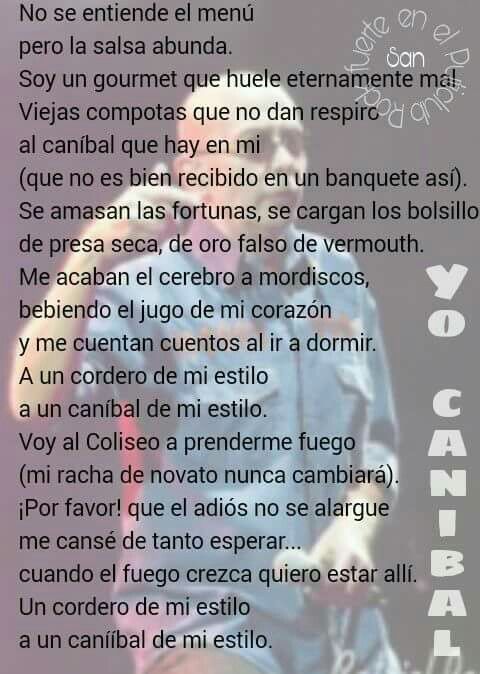 No se entiende el menú
pero la salsa abunda.
Soy un gourmet que huele eternamente mal
Viejas compotas que no dan respiro
al caníbal que hay en mi
(que no es bien recibido en un banquete así).
Se amasan las fortunas, se cargan los bolsillo
de presa seca, de oro falso de vermouth.
Me acaban el cerebro a mordiscos,
bebiendo el jugo de mi corazón
y me cuentan cuentos al ir a dormir.
A un cordero de mi estilo
a un caníbal de mi estilo.
Voy al Coliseo a prenderme fuego
(mi racha de novato nunca cambiará).
¡Por favor! que el adiós no se alargue
me cansé de tanto esperar...
cuando el fuego crezca quiero estar allí.
Un cordero de mi estilo
a un canííbal de mi estilo.
YO CANIBAL
Rock fuerte en el
San